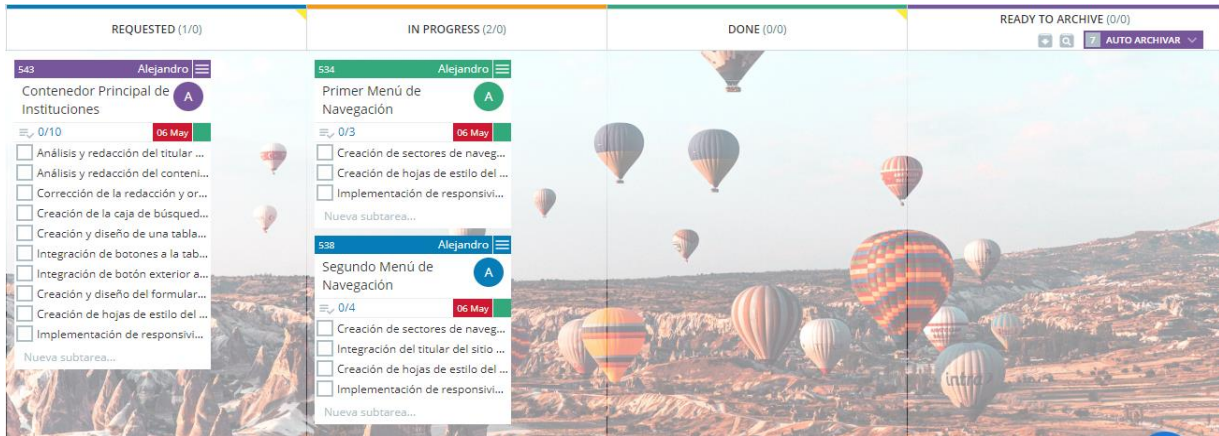 REQUESTED (1/0)
IN PROGRESS (2/0)
DONE (0/0)
READY TO ARCHIVE (0/0)
7 AUTO ARCHIVAR
543 Alejandro
Contenedor Principal de
Instituciones
A
0/10 06 May
Análisis y redacción del titular ...
Análisis y redacción del conteni...
Corrección de la redacción y or...
Creación de la caja de búsqued...
Creación y diseño de una tabla...
Integración de botones a la tab...
Integración de botón exterior a...
Creación y diseño del formular...
Creación de hojas de estilo del ...
Implementación de responsivi...
Nueva subtarea...
534 Alejandro
Primer Menú de
Navegación
A
0/3 06 May
Creación de sectores de naveg...
Creación de hojas de estilo del ...
Implementación de responsivi...
Nueva subtarea...
538 Alejandro
Segundo Menú de
Navegación
A
0/4 06 May
Creación de sectores de naveg...
Integración del titular del sitio ...
Creación de hojas de estilo del ...
Implementación de responsivi...
Nueva subtarea...